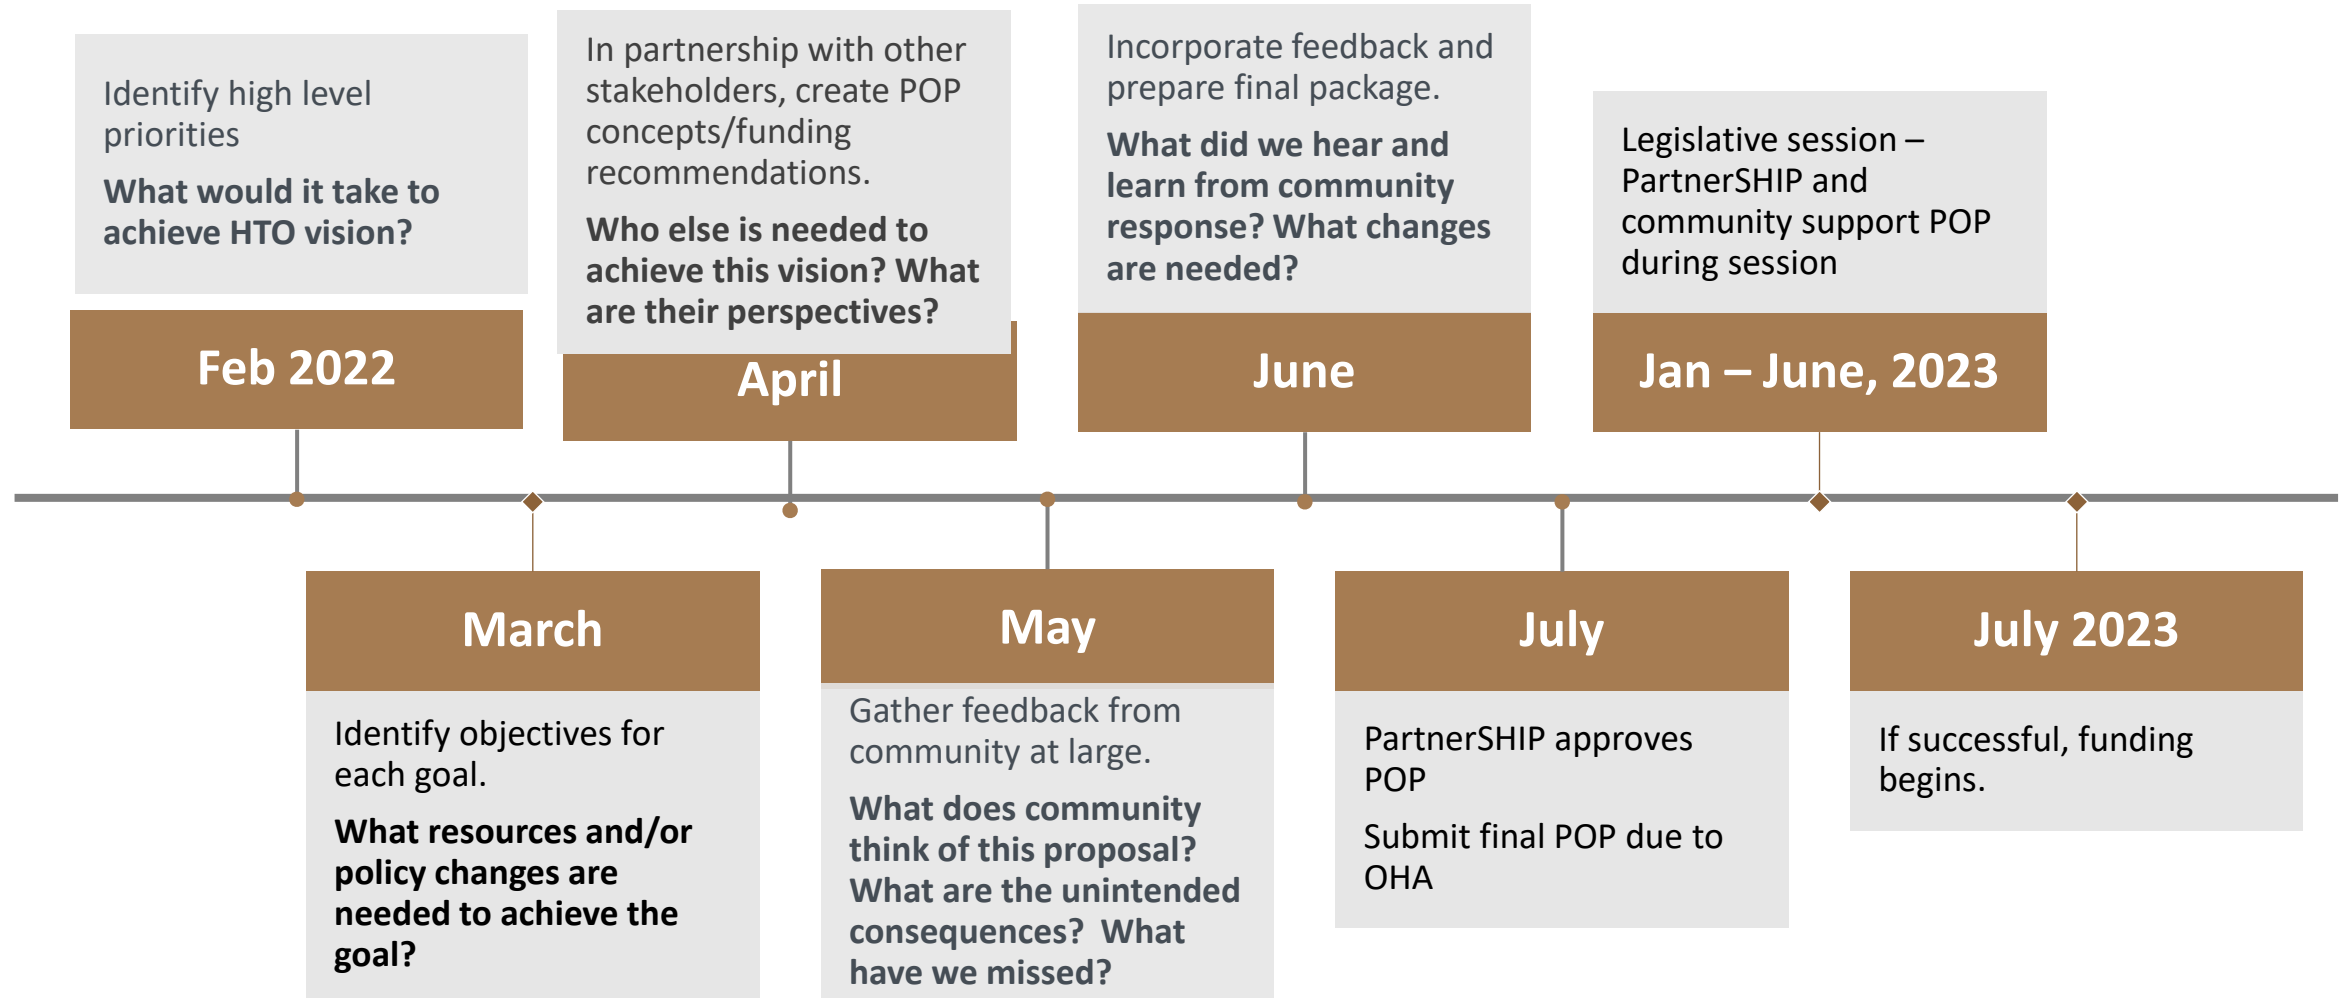 Identify high level
priorities
What would it take to
achieve HTO vision?
Feb 2022
March
Identify objectives for
each goal.
What resources and/or
policy changes are
needed to achieve the
goal?
In partnership with other
stakeholders, create POP
concepts/funding
recommendations.
Who else is needed to
achieve this vision? What
are their perspectives?
April
May
Gather feedback from
community at large.
What does community
think of this proposal?
What are the unintended
consequences?  What
have we missed?
Incorporate feedback and
prepare final package.
What did we hear and
learn from community
response? What changes
are needed?
June
July
PartnerSHIP approves
POP
Submit final POP due to
OHA
Legislative session –
PartnerSHIP and
community support POP
during session
Jan – June, 2023
July 2023
If successful, funding
begins.